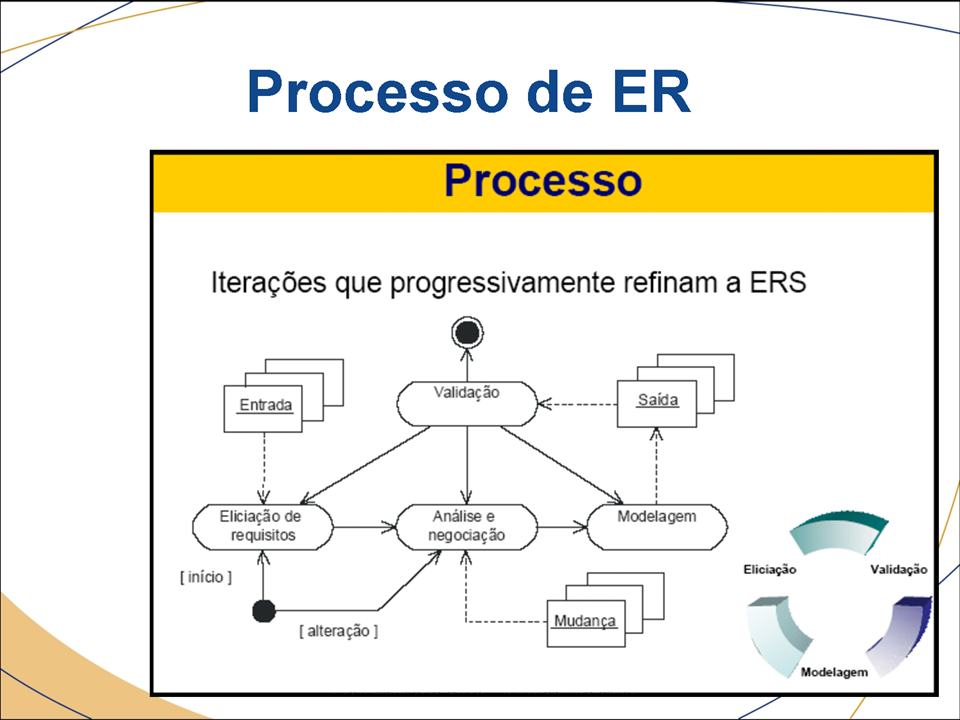 Processo de ER
Processo
Iterações que progressivamente refinam a ERS
Validação
Entrada
Saída
Eliciação de
requisitos
Análise e
negociação
Modelagem
[ início ]
[ alteração ]
Mudança
Eliciação
Validação
Modelagem